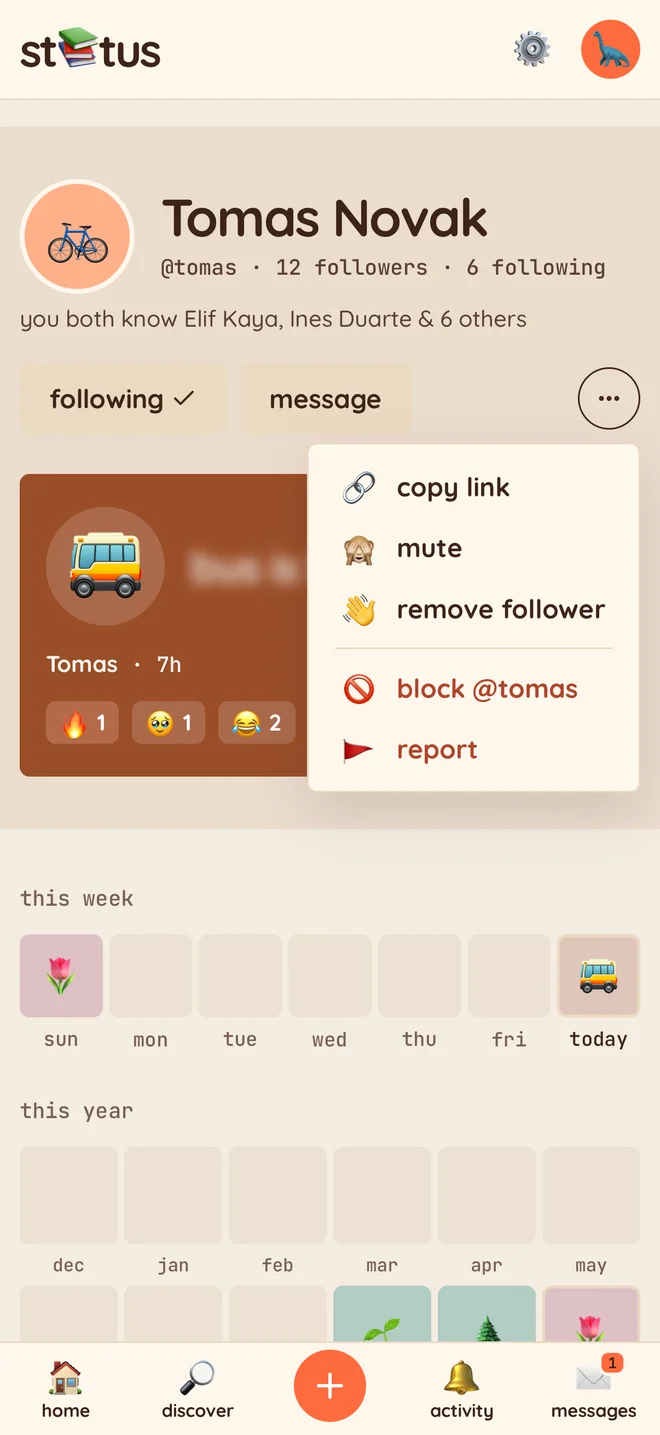 st📚tus
Tomas Novak
@tomas · 12 followers · 6 following
you both know Elif Kaya, Ines Duarte & 6 others
following ✓
message
•••
copy link
mute
remove follower
block @tomas
report
Tomas · 7h
1 1 2
this week
sun mon tue wed thu fri today
this year
dec jan feb mar apr may
+
1
home discover activity messages